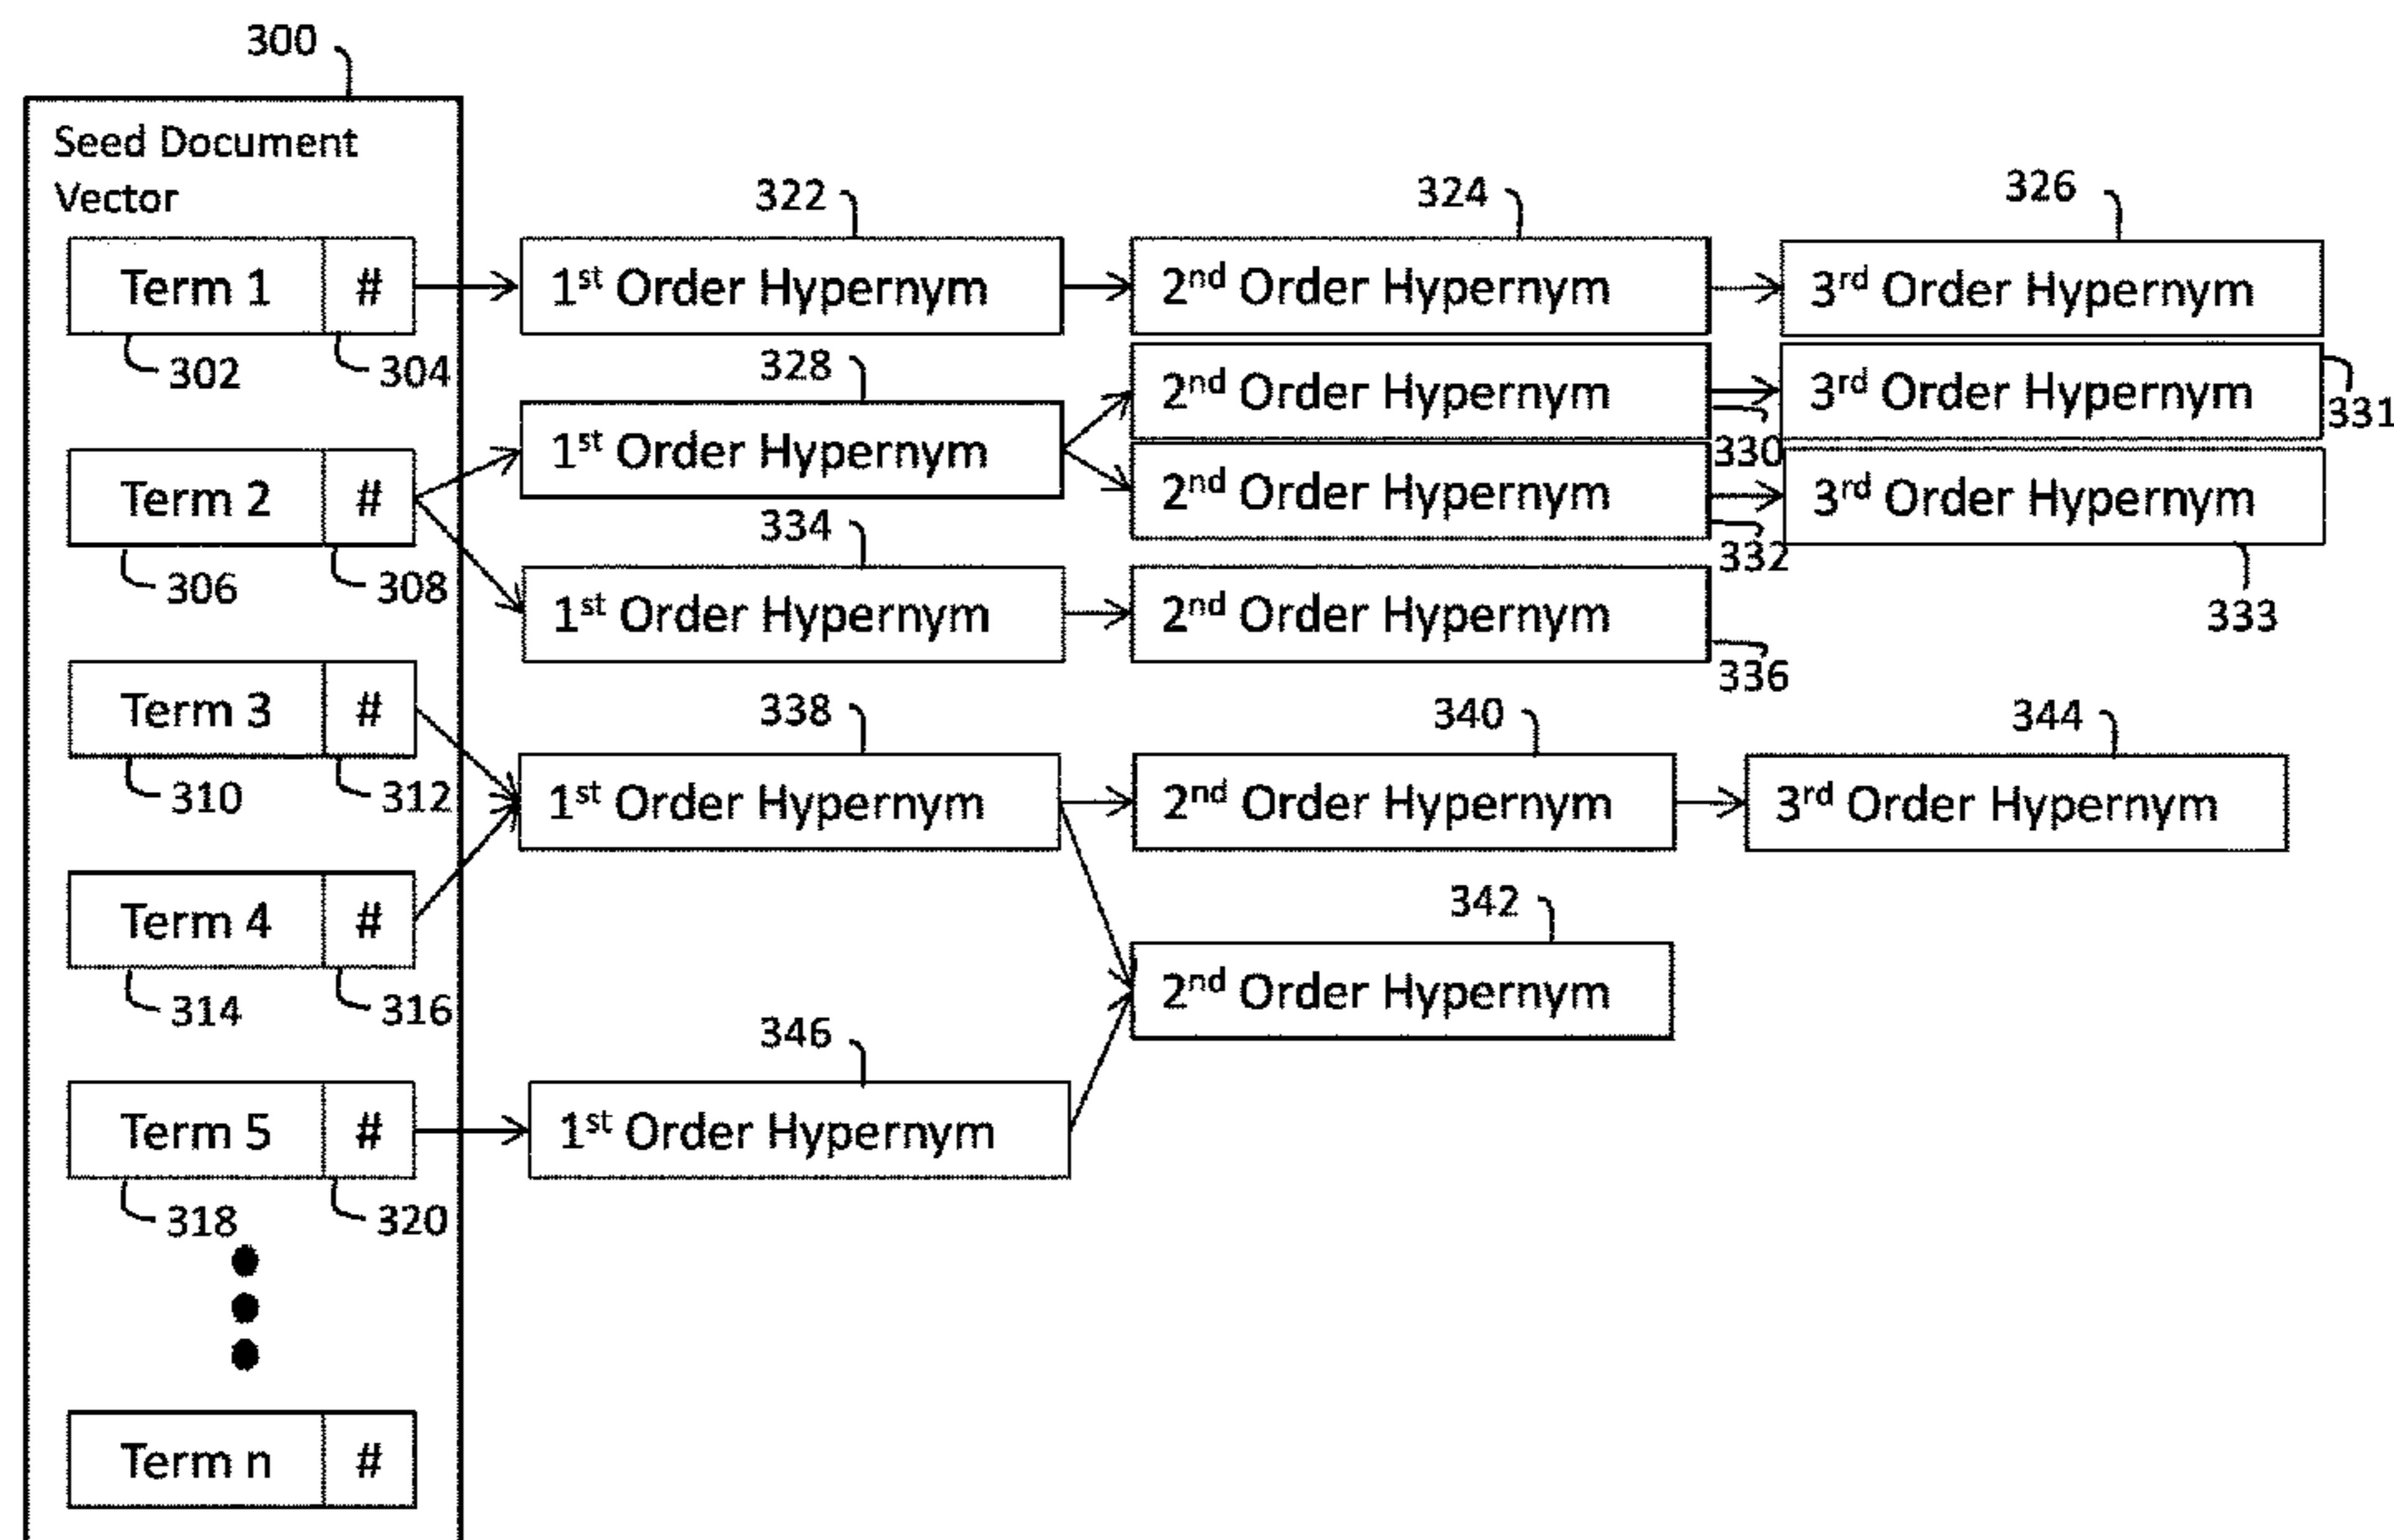 300
Seed Document
Vector
322
324
326
Term 1 #
1st Order Hypernym
2nd Order Hypernym
3rd Order Hypernym
302
304
328
2nd Order Hypernym
3rd Order Hypernym
331
1st Order Hypernym
330
Term 2 #
2nd Order Hypernym
3rd Order Hypernym
334
332
306
308
333
1st Order Hypernym
2nd Order Hypernym
336
Term 3 #
338
340
344
310
312
1st Order Hypernym
2nd Order Hypernym
3rd Order Hypernym
Term 4 #
342
314
316
2nd Order Hypernym
346
Term 5 #
1st Order Hypernym
318
320
Term n #